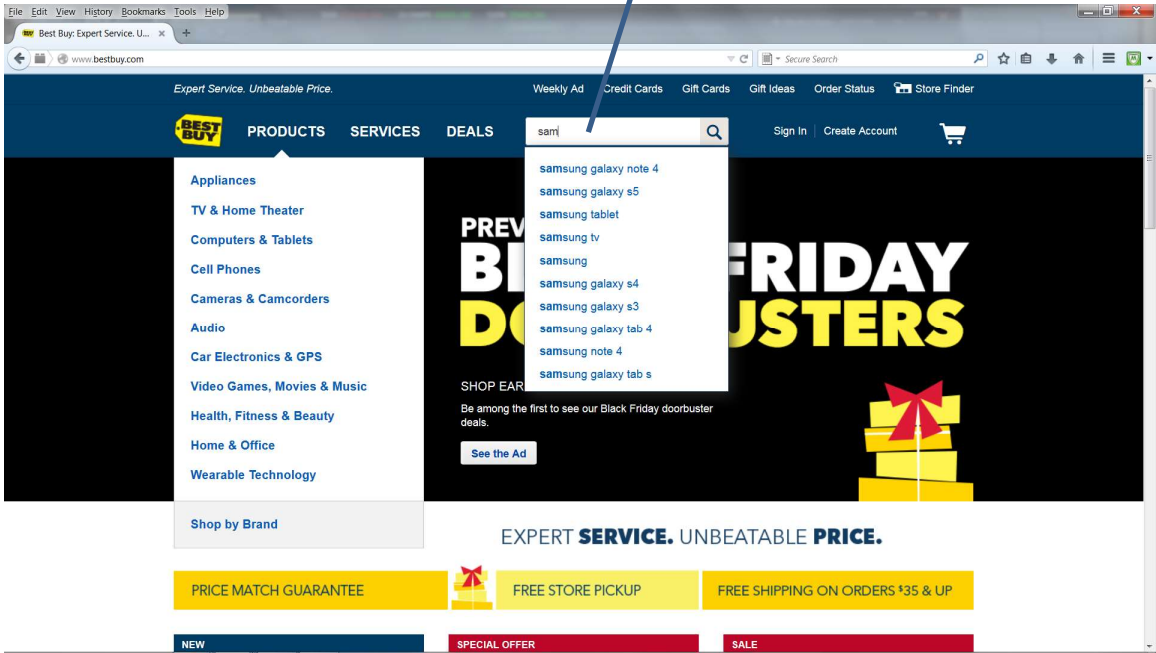 File Edit View History Bookmarks Tools Help
Best Buy: Expert Service. U... × +
www.bestbuy.com
Secure Search
Expert Service. Unbeatable Price.
Weekly Ad Credit Cards Gift Cards Gift Ideas Order Status Store Finder
BEST BUY
PRODUCTS SERVICES DEALS
sam
Sign In Create Account
Appliances
TV & Home Theater
Computers & Tablets
Cell Phones
Cameras & Camcorders
Audio
Car Electronics & GPS
Video Games, Movies & Music
Health, Fitness & Beauty
Home & Office
Wearable Technology
Shop by Brand
samsung galaxy note 4
samsung galaxy s5
samsung tablet
samsung tv
samsung
samsung galaxy s4
samsung galaxy s3
samsung galaxy tab 4
samsung note 4
samsung galaxy tab s
PREV
BL FRIDAY
DO USTERS
SHOP EAR
Be among the first to see our Black Friday doorbuster
deals.
See the Ad
EXPERT SERVICE. UNBEATABLE PRICE.
PRICE MATCH GUARANTEE
FREE STORE PICKUP
FREE SHIPPING ON ORDERS $35 & UP
NEW
SPECIAL OFFER
SALE